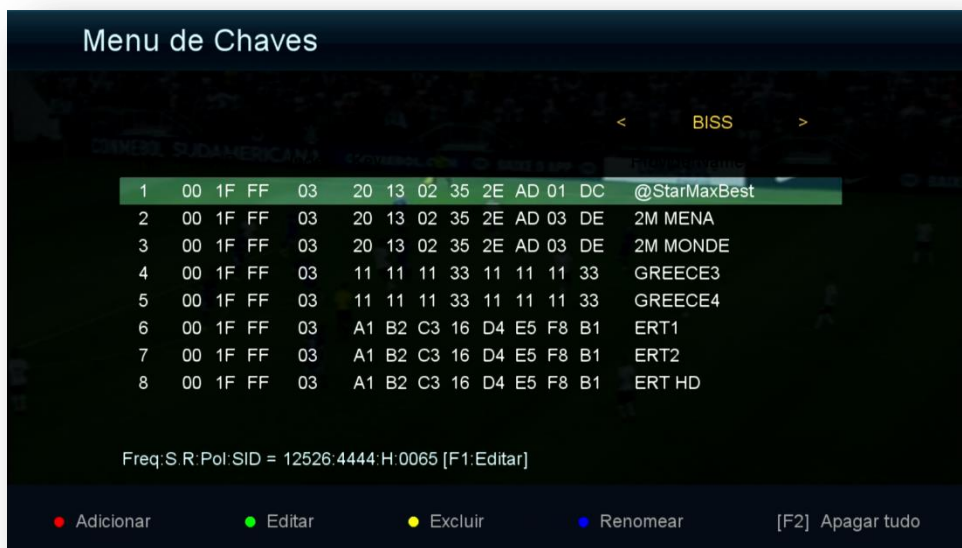 Menu de Chaves
< BISS >
1 00 1F FF 03 20 13 02 35 2E AD 01 DC @StarMaxBest
2 00 1F FF 03 20 13 02 35 2E AD 03 DE 2M MENA
3 00 1F FF 03 20 13 02 35 2E AD 03 DE 2M MONDE
4 00 1F FF 03 11 11 11 33 11 11 11 33 GREECE3
5 00 1F FF 03 11 11 11 33 11 11 11 33 GREECE4
6 00 1F FF 03 A1 B2 C3 16 D4 E5 F8 B1 ERT1
7 00 1F FF 03 A1 B2 C3 16 D4 E5 F8 B1 ERT2
8 00 1F FF 03 A1 B2 C3 16 D4 E5 F8 B1 ERT HD
Freq:S.R:Pol:SID = 12526:4444:H:0065 [F1:Editar]
Adicionar Editar Excluir Renomear [F2] Apagar tudo